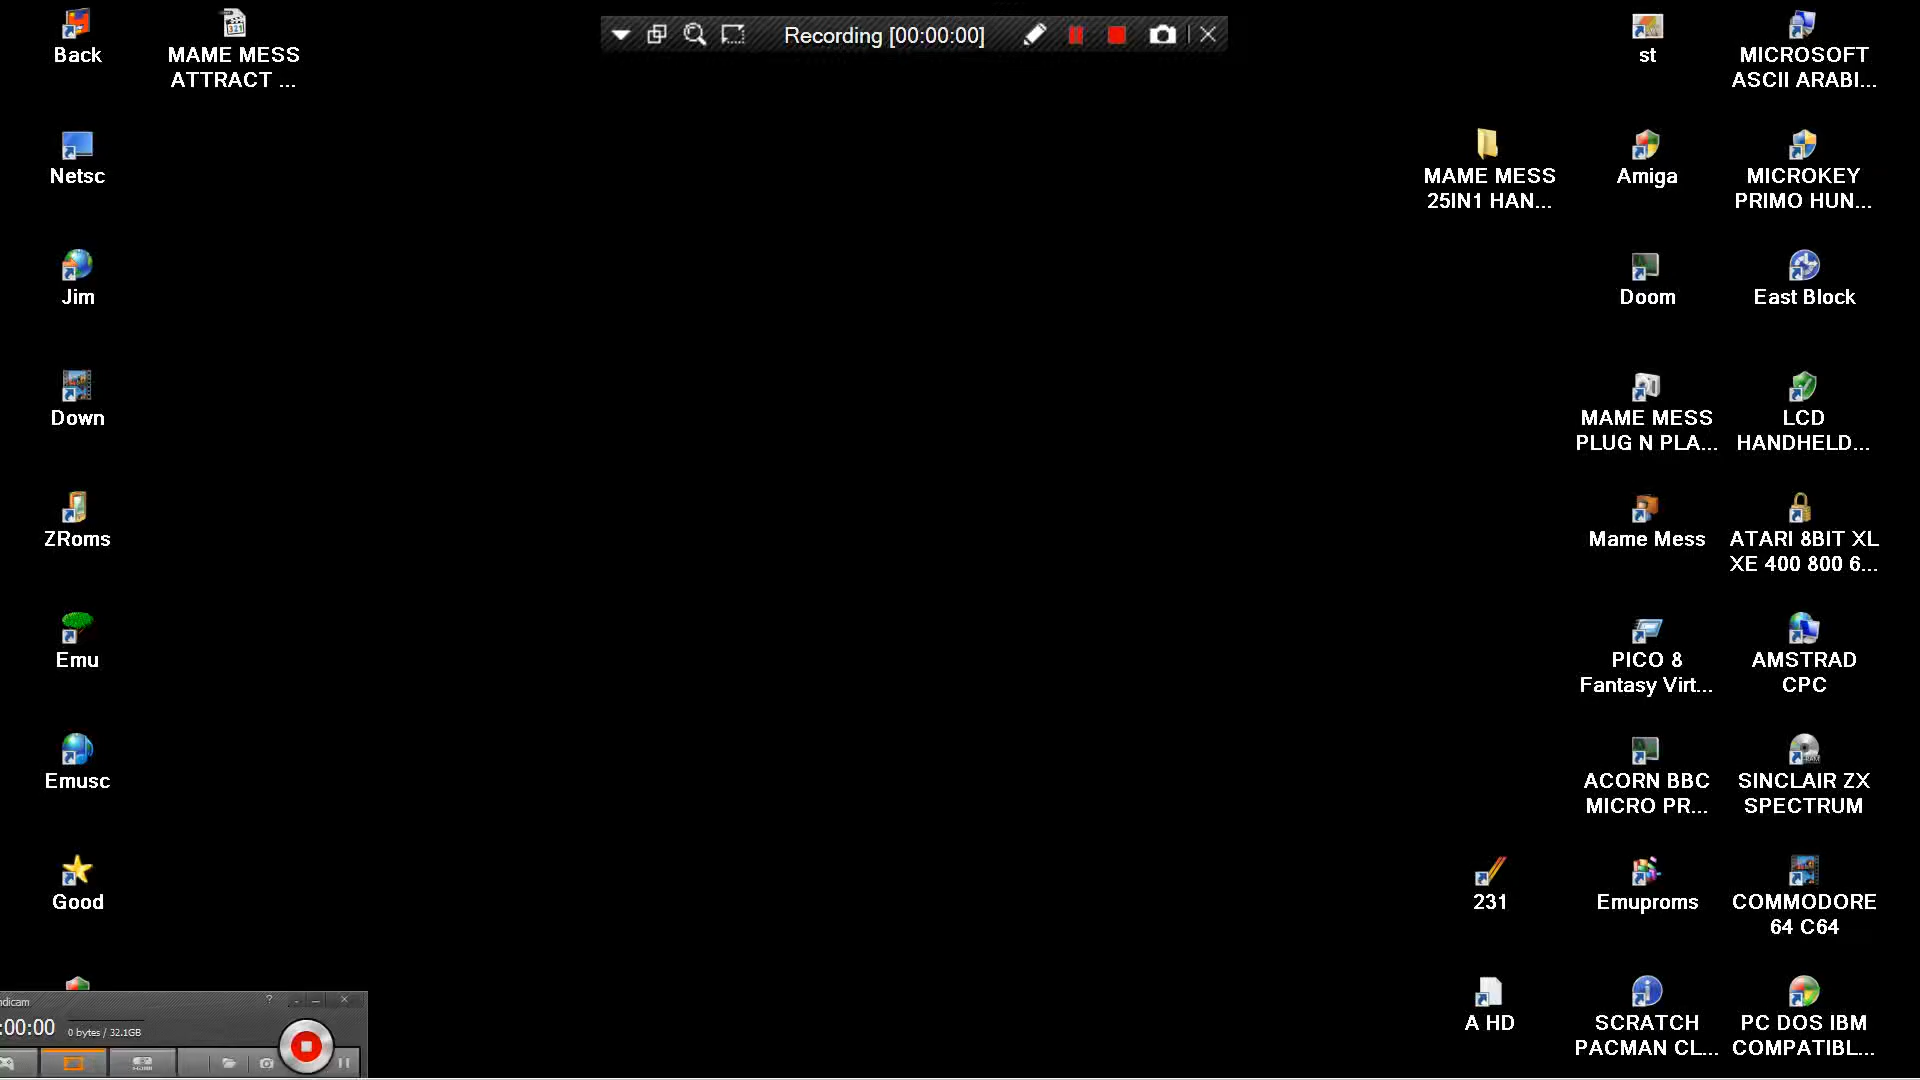 Recording [00:00:00]
Back
MAME MESS
ATTRACT ...
st
MICROSOFT
ASCII ARABI...
Netsc
MAME MESS
25IN1 HAN...
Amiga
MICROKEY
PRIMO HUN...
Jim
Doom
East Block
Down
MAME MESS
PLUG N PLA...
LCD
HANDHELD...
ZRoms
Mame Mess
ATARI 8BIT XL
XE 400 800 6...
Emu
PICO 8
Fantasy Virt...
AMSTRAD
CPC
Emusc
ACORN BBC
MICRO PR...
SINCLAIR ZX
SPECTRUM
Good
231
Emuproms
COMMODORE
64 C64
A HD
SCRATCH
PACMAN CL...
PC DOS IBM
COMPATIBL...
ndicam
:00:00
0 bytes / 32.1GB